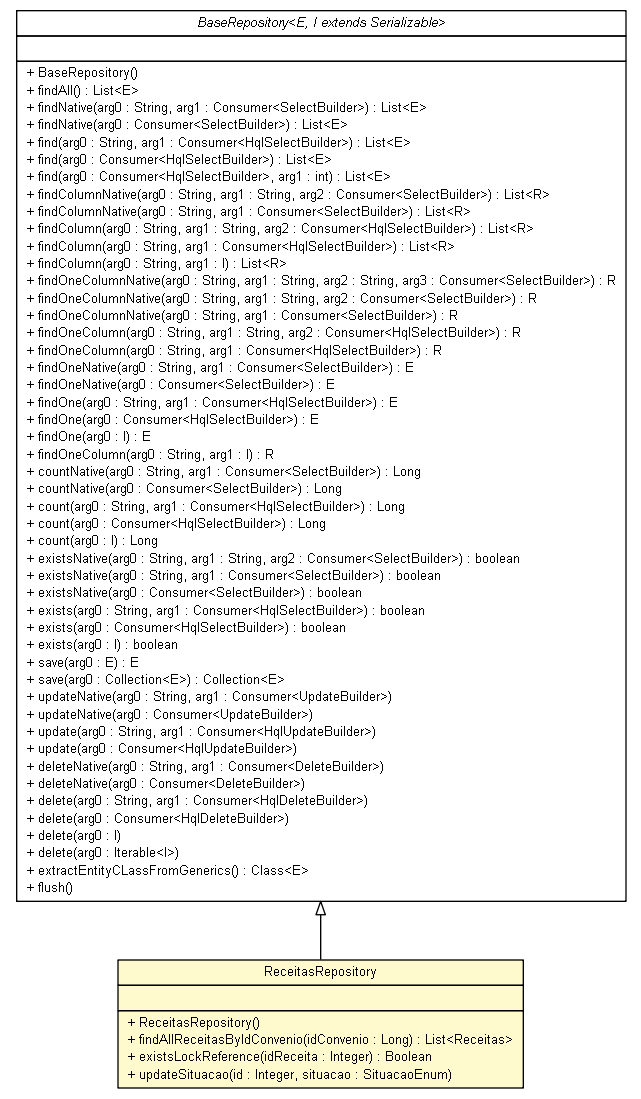 BaseRepository<E, I extends Serializable>
+ BaseRepository()
+ findAll() : List<E>
+ findNative(arg0 : String, arg1 : Consumer<SelectBuilder>) : List<E>
+ findNative(arg0 : Consumer<SelectBuilder>) : List<E>
+ find(arg0 : String, arg1 : Consumer<HqlSelectBuilder>) : List<E>
+ find(arg0 : Consumer<HqlSelectBuilder>) : List<E>
+ find(arg0 : Consumer<HqlSelectBuilder>, arg1 : int) : List<E>
+ findColumnNative(arg0 : String, arg1 : String, arg2 : Consumer<SelectBuilder>) : List<R>
+ findColumnNative(arg0 : String, arg1 : Consumer<SelectBuilder>) : List<R>
+ findColumn(arg0 : String, arg1 : String, arg2 : Consumer<HqlSelectBuilder>) : List<R>
+ findColumn(arg0 : String, arg1 : Consumer<HqlSelectBuilder>) : List<R>
+ findColumn(arg0 : String, arg1 : I) : List<R>
+ findOneColumnNative(arg0 : String, arg1 : String, arg2 : String, arg3 : Consumer<SelectBuilder>) : R
+ findOneColumnNative(arg0 : String, arg1 : String, arg2 : Consumer<SelectBuilder>) : R
+ findOneColumnNative(arg0 : String, arg1 : Consumer<SelectBuilder>) : R
+ findOneColumn(arg0 : String, arg1 : String, arg2 : Consumer<HqlSelectBuilder>) : R
+ findOneColumn(arg0 : String, arg1 : Consumer<HqlSelectBuilder>) : R
+ findOneNative(arg0 : String, arg1 : Consumer<SelectBuilder>) : E
+ findOneNative(arg0 : Consumer<SelectBuilder>) : E
+ findOne(arg0 : String, arg1 : Consumer<HqlSelectBuilder>) : E
+ findOne(arg0 : Consumer<HqlSelectBuilder>) : E
+ findOne(arg0 : I) : E
+ findOneColumn(arg0 : String, arg1 : I) : R
+ countNative(arg0 : String, arg1 : Consumer<SelectBuilder>) : Long
+ countNative(arg0 : Consumer<SelectBuilder>) : Long
+ count(arg0 : String, arg1 : Consumer<HqlSelectBuilder>) : Long
+ count(arg0 : Consumer<HqlSelectBuilder>) : Long
+ count(arg0 : I) : Long
+ existsNative(arg0 : String, arg1 : String, arg2 : Consumer<SelectBuilder>) : boolean
+ existsNative(arg0 : String, arg1 : Consumer<SelectBuilder>) : boolean
+ existsNative(arg0 : Consumer<SelectBuilder>) : boolean
+ exists(arg0 : String, arg1 : Consumer<HqlSelectBuilder>) : boolean
+ exists(arg0 : Consumer<HqlSelectBuilder>) : boolean
+ exists(arg0 : I) : boolean
+ save(arg0 : E) : E
+ save(arg0 : Collection<E>) : Collection<E>
+ updateNative(arg0 : String, arg1 : Consumer<UpdateBuilder>)
+ updateNative(arg0 : Consumer<UpdateBuilder>)
+ update(arg0 : String, arg1 : Consumer<HqlUpdateBuilder>)
+ update(arg0 : Consumer<HqlUpdateBuilder>)
+ deleteNative(arg0 : String, arg1 : Consumer<DeleteBuilder>)
+ deleteNative(arg0 : Consumer<DeleteBuilder>)
+ delete(arg0 : String, arg1 : Consumer<HqlDeleteBuilder>)
+ delete(arg0 : Consumer<HqlDeleteBuilder>)
+ delete(arg0 : I)
+ delete(arg0 : Iterable<I>)
+ extractEntityCLassFromGenerics() : Class<E>
+ flush()
ReceitasRepository
+ ReceitasRepository()
+ findAllReceitasByIdConvenio(idConvenio : Long) : List<Receitas>
+ existsLockReference(idReceita : Integer) : Boolean
+ updateSituacao(id : Integer, situacao : SituacaoEnum)